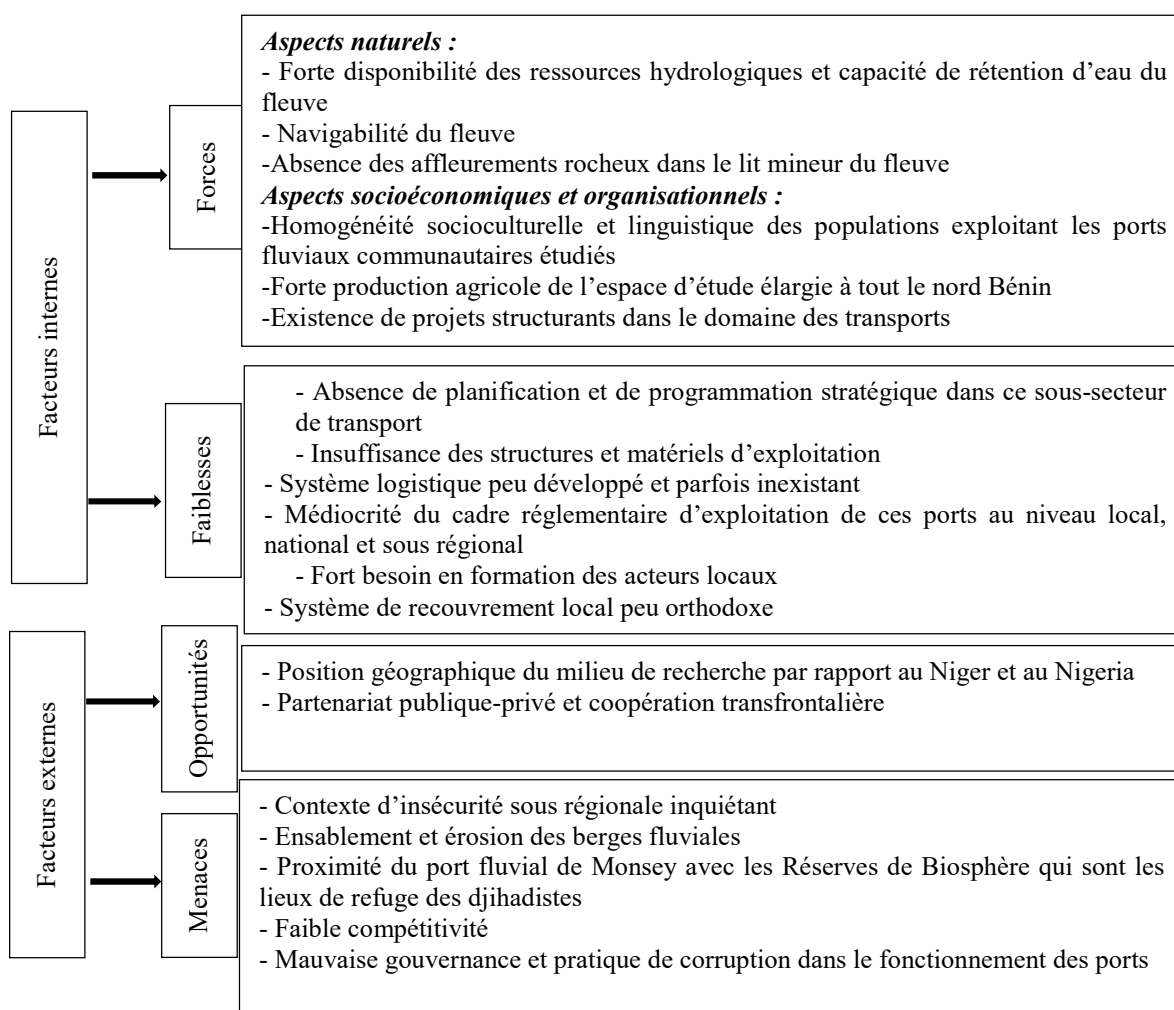 Facteurs internes
Forces
Aspects naturels :
- Forte disponibilité des ressources hydrologiques et capacité de rétention d’eau du
fleuve
- Navigabilité du fleuve
-Absence des affleurements rocheux dans le lit mineur du fleuve
Aspects socioéconomiques et organisationnels :
-Homogénéité socioculturelle et linguistique des populations exploitant les ports
fluviaux communautaires étudiés
-Forte production agricole de l’espace d’étude élargie à tout le nord Bénin
-Existence de projets structurants dans le domaine des transports
Faiblesses
- Absence de planification et de programmation stratégique dans ce sous-secteur
de transport
- Insuffisance des structures et matériels d’exploitation
- Système logistique peu développé et parfois inexistant
- Médiocrité du cadre réglementaire d’exploitation de ces ports au niveau local,
national et sous régional
- Fort besoin en formation des acteurs locaux
- Système de recouvrement local peu orthodoxe
Facteurs externes
Opportunités
- Position géographique du milieu de recherche par rapport au Niger et au Nigeria
- Partenariat publique-privé et coopération transfrontalière
Menaces
- Contexte d’insécurité sous régionale inquiétant
- Ensablement et érosion des berges fluviales
- Proximité du port fluvial de Monsey avec les Réserves de Biosphère qui sont les
lieux de refuge des djihadistes
- Faible compétitivité
- Mauvaise gouvernance et pratique de corruption dans le fonctionnement des ports